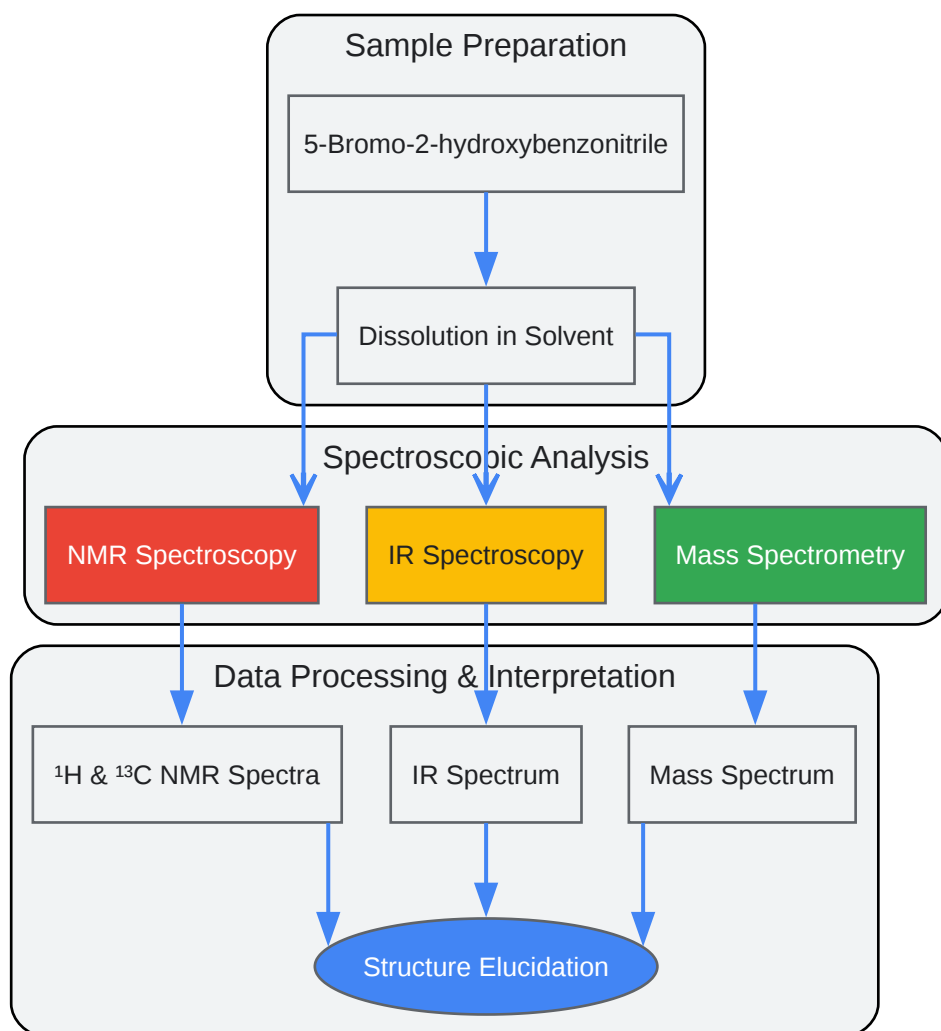 Sample Preparation
5-Bromo-2-hydroxybenzonitrile
Dissolution in Solvent
Spectroscopic Analysis
NMR Spectroscopy
IR Spectroscopy
Mass Spectrometry
Data Processing & Interpretation
¹H & ¹³C NMR Spectra
IR Spectrum
Mass Spectrum
Structure Elucidation